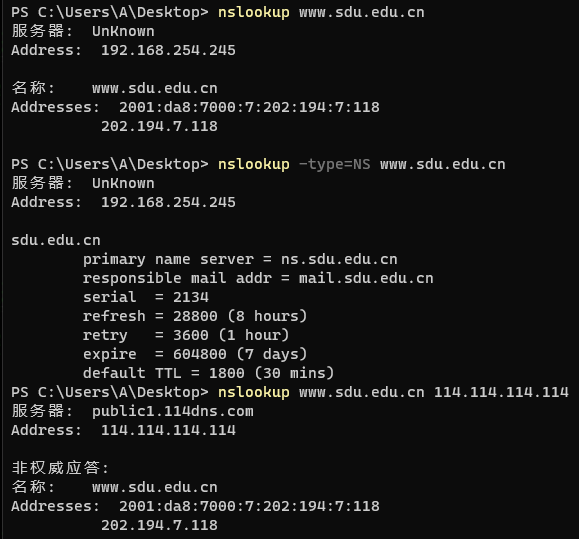 PS C:\Users\A\Desktop> nslookup www.sdu.edu.cn
服务器:  UnKnown
Address:  192.168.254.245
名称:    www.sdu.edu.cn
Addresses:  2001:da8:7000:7:202:194:7:118
          202.194.7.118
PS C:\Users\A\Desktop> nslookup -type=NS www.sdu.edu.cn
服务器:  UnKnown
Address:  192.168.254.245
sdu.edu.cn
        primary name server = ns.sdu.edu.cn
        responsible mail addr = mail.sdu.edu.cn
        serial  = 2134
        refresh = 28800 (8 hours)
        retry   = 3600 (1 hour)
        expire  = 604800 (7 days)
        default TTL = 1800 (30 mins)
PS C:\Users\A\Desktop> nslookup www.sdu.edu.cn 114.114.114.114
服务器:  public1.114dns.com
Address:  114.114.114.114
非权威应答:
名称:    www.sdu.edu.cn
Addresses:  2001:da8:7000:7:202:194:7:118
          202.194.7.118